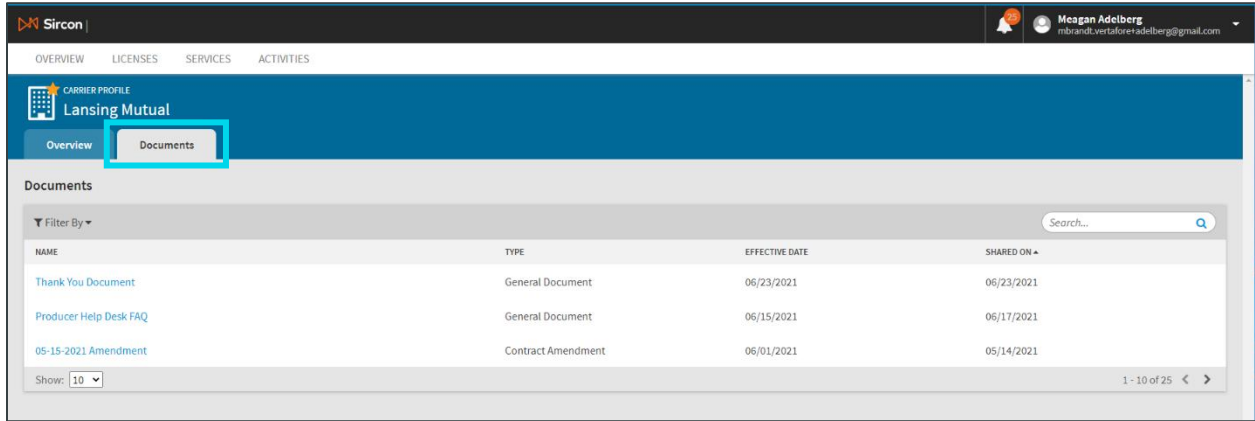 Sircon |
25
Meagan Adelberg
mbrandt.vertafore+adelberg@gmail.com
OVERVIEW LICENSES SERVICES ACTIVITIES
CARRIER PROFILE
Lansing Mutual
Overview Documents
Documents
Filter By Search...
NAME TYPE EFFECTIVE DATE SHARED ON
Thank You Document General Document 06/23/2021 06/23/2021
Producer Help Desk FAQ General Document 06/15/2021 06/17/2021
05-15-2021 Amendment Contract Amendment 06/01/2021 05/14/2021
Show: 10 1 - 10 of 25